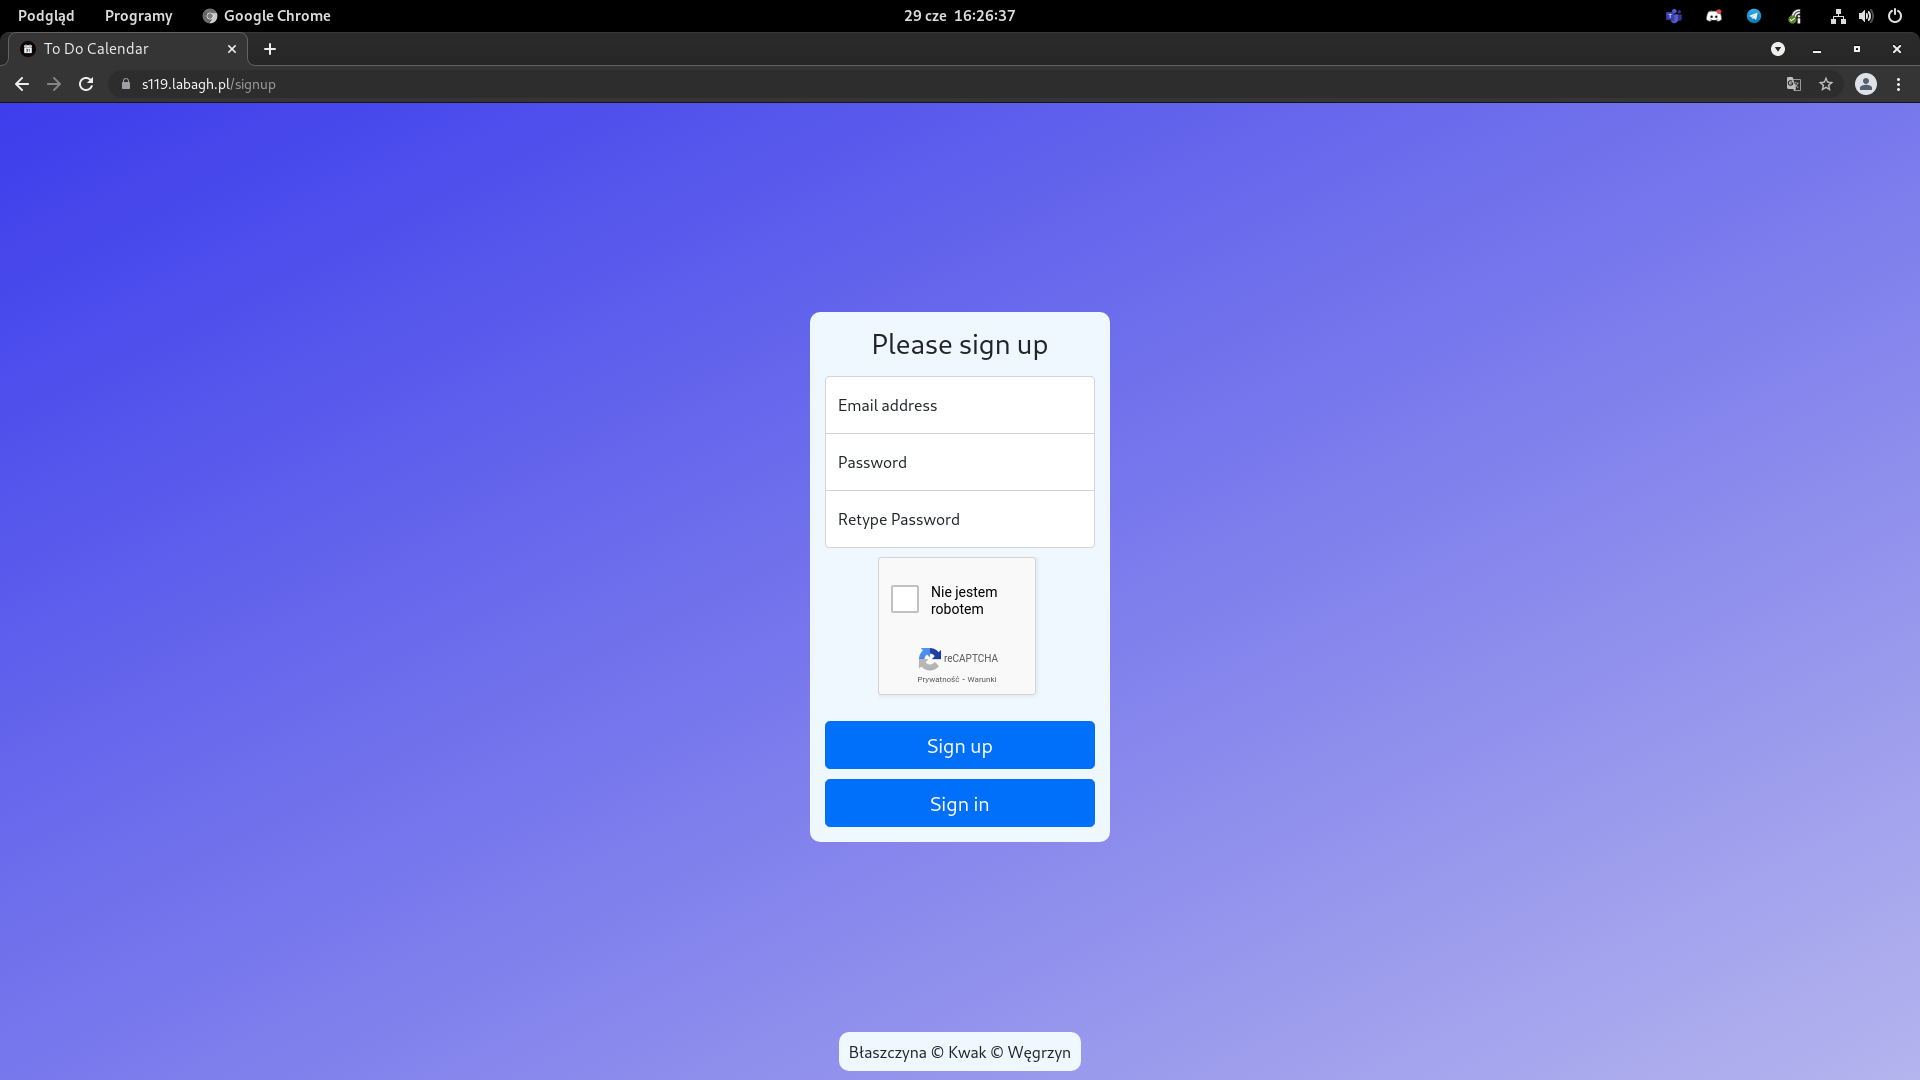 Podgląd Programy Google Chrome 29 cze 16:26:37
To Do Calendar
s119.labagh.pl/signup
Please sign up
Email address
Password
Retype Password
Nie jestem
robotem
reCAPTCHA
Prywatność - Warunki
Sign up
Sign in
Błaszczyna © Kwak © Węgrzyn